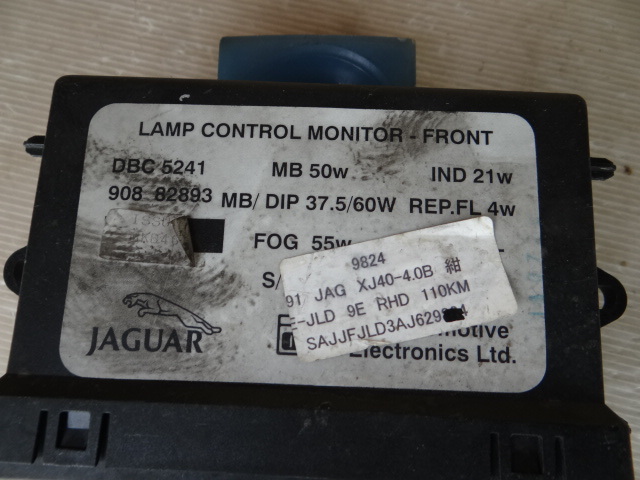 LAMP CONTROL MONITOR - FRONT
DBC 5241 MB 50w IND 21w
908 82893 MB/ DIP 37.5/60W REP.FL 4w
FOG 55w
S/
9824
91 JAG XJ40-4.0B 紺
E-JLD 9E RHD 110KM
SAJJFJLD3AJ629
JAGUAR
Electronics Ltd.